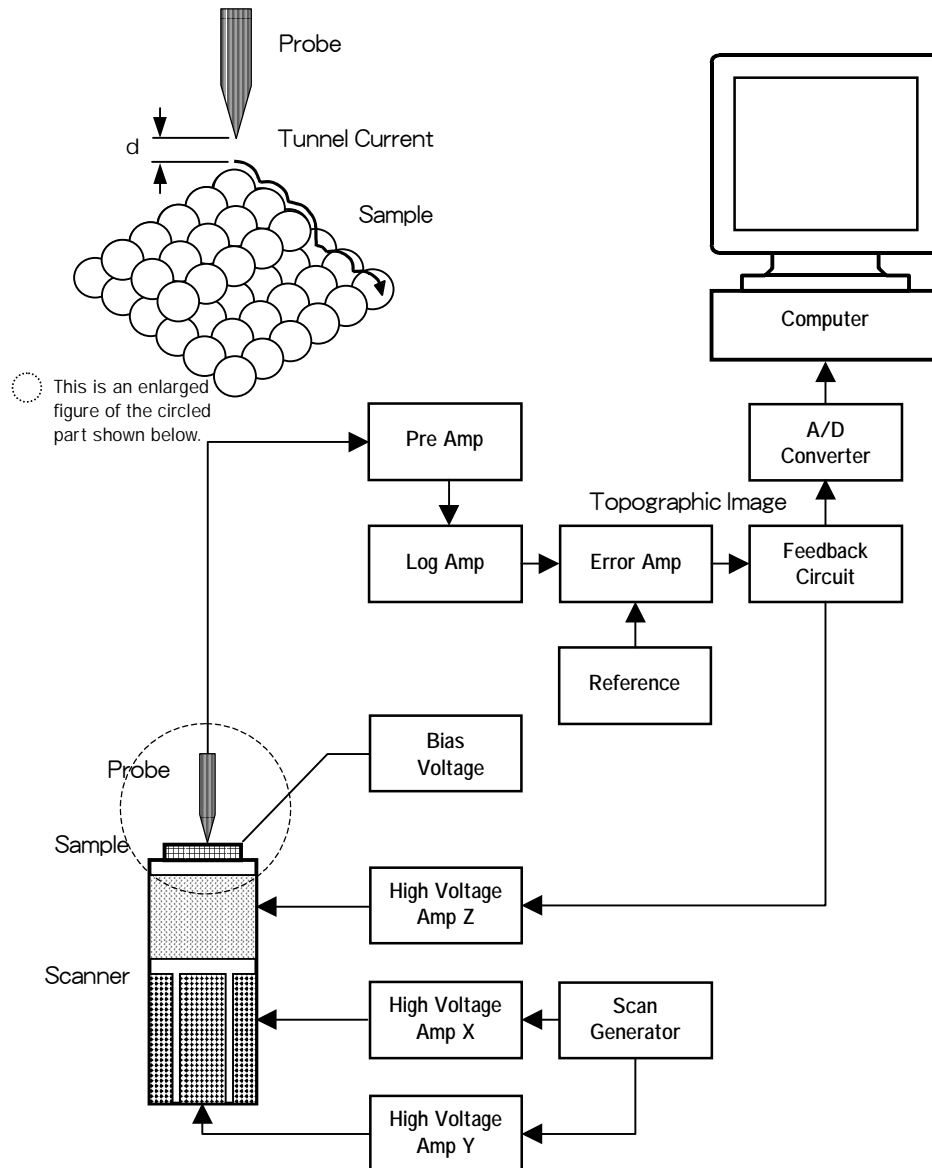 Probe
d
Tunnel Current
Sample
Computer
This is an enlarged
figure of the circled
part shown below.
Pre Amp
A/D
Converter
Topographic Image
Log Amp
Error Amp
Feedback
Circuit
Reference
Bias
Voltage
Probe
Sample
High Voltage
Amp Z
Scanner
High Voltage
Amp X
Scan
Generator
High Voltage
Amp Y